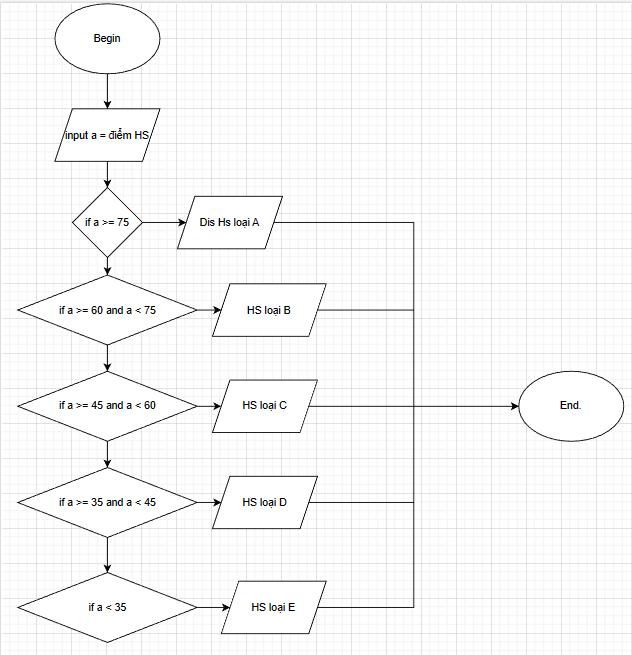 Begin
input a = điểm HS
if a >= 75
Dis Hs loại A
if a >= 60 and a < 75
HS loại B
if a >= 45 and a < 60
HS loại C
End.
if a >= 35 and a < 45
HS loại D
if a < 35
HS loại E